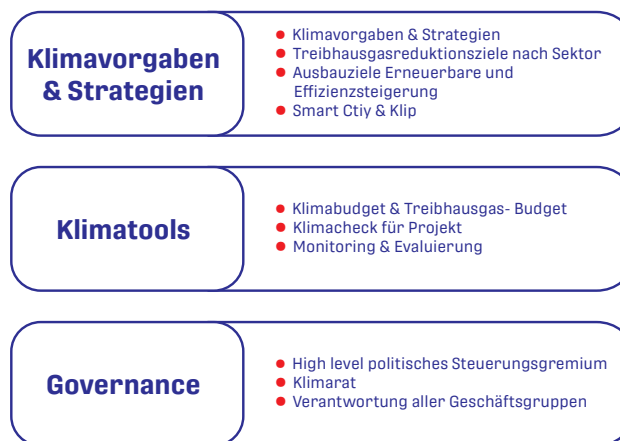 Klimavorgaben
& Strategien
Klimavorgaben & Strategien
Treibhausgasreduktionsziele nach Sektor
Ausbauziele Erneuerbare und
Effizienzsteigerung
Smart Ctiy & Klip
Klimatools
Klimabudget & Treibhausgas- Budget
Klimacheck für Projekt
Monitoring & Evaluierung
Governance
High level politisches Steuerungsgremium
Klimarat
Verantwortung aller Geschäftsgruppen